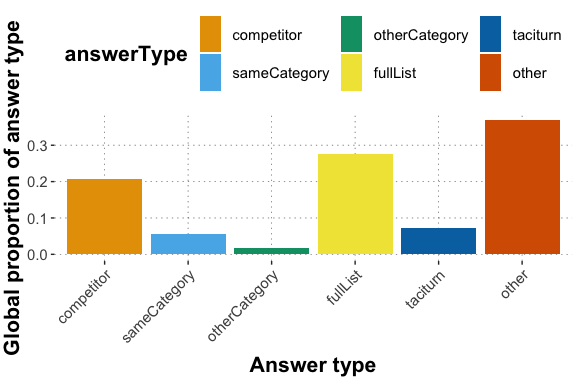 answerType
competitor
otherCategory
taciturn
sameCategory
fullList
other
Global proportion of answer type
0.3
0.2
0.1
0.0
competitor
sameCategory
otherCategory
fullList
taciturn
other
Answer type